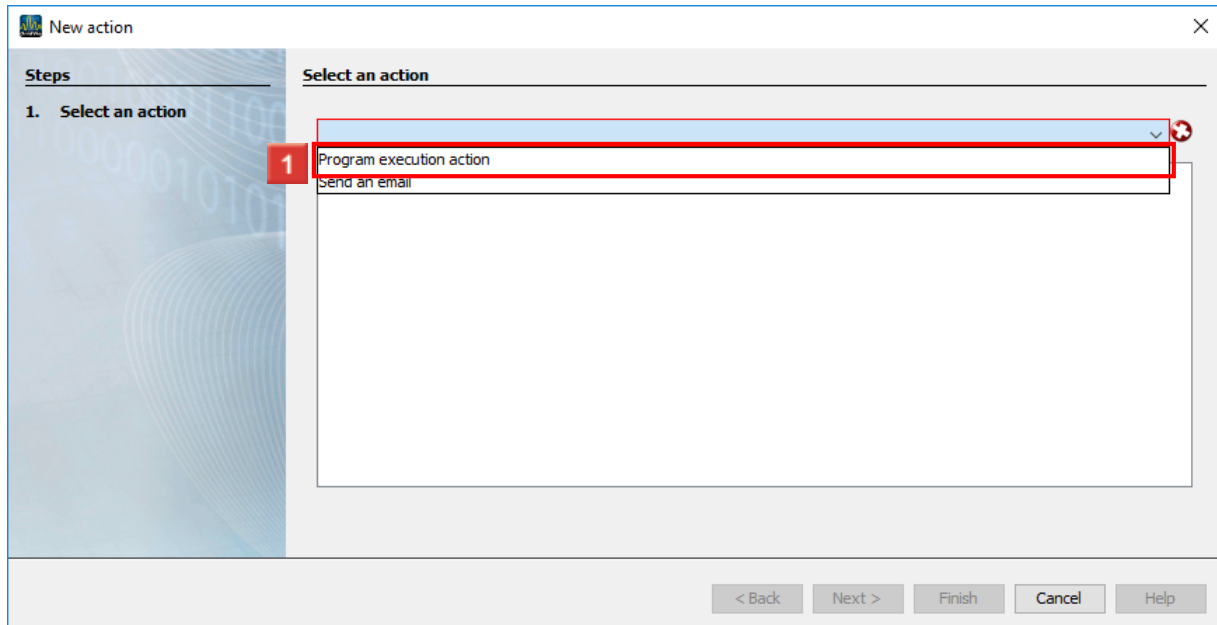 New action
Steps
1. Select an action
Select an action
1
Program execution action
Send an email
< Back
Next >
Finish
Cancel
Help